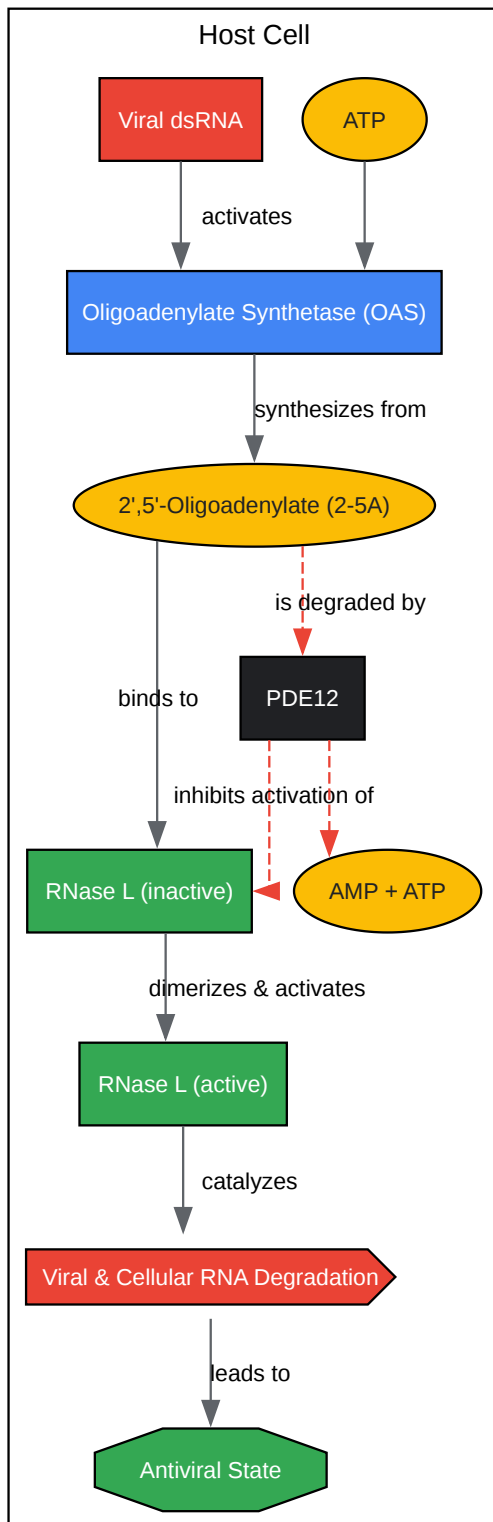 Host Cell
Viral dsRNA
ATP
activates
Oligoadenylate Synthetase (OAS)
synthesizes from
2',5'-Oligoadenylate (2-5A)
is degraded by
PDE12
binds to
inhibits activation of
RNase L (inactive)
AMP + ATP
dimerizes & activates
RNase L (active)
catalyzes
Viral & Cellular RNA Degradation
leads to
Antiviral State